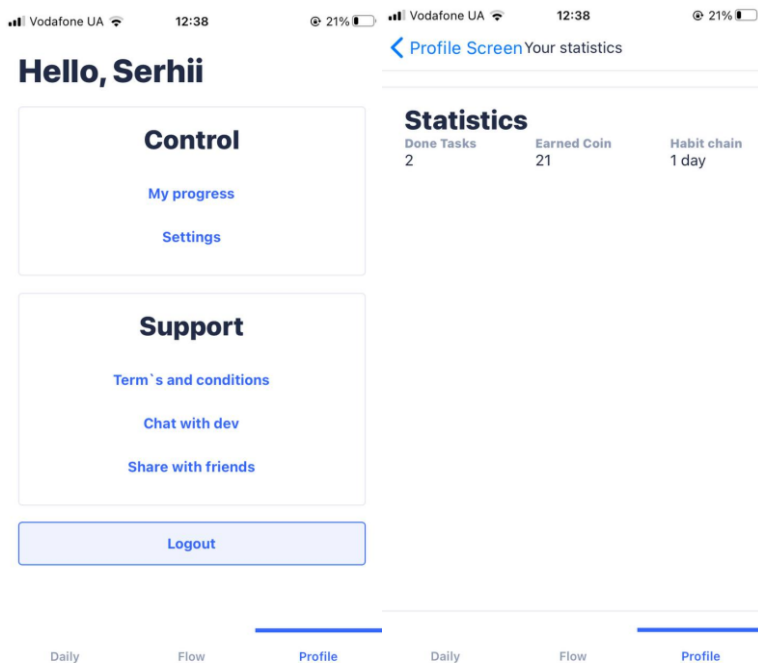 Vodafone UA 12:38 21%
Hello, Serhii
Control
My progress
Settings
Support
Term`s and conditions
Chat with dev
Share with friends
Logout
Daily Flow Profile
Vodafone UA 12:38 21%
Profile Screen Your statistics
Statistics
Done Tasks Earned Coin Habit chain
2 21 1 day
Daily Flow Profile